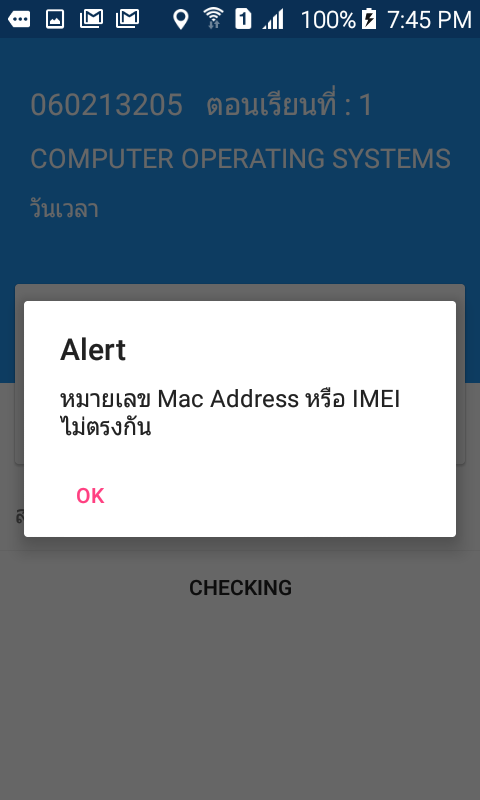 100% 7:45 PM
060213205 ตอนเรียนที่ : 1
COMPUTER OPERATING SYSTEMS
วันเวลา
Alert
หมายเลข Mac Address หรือ IMEI
ไม่ตรงกัน
OK
CHECKING